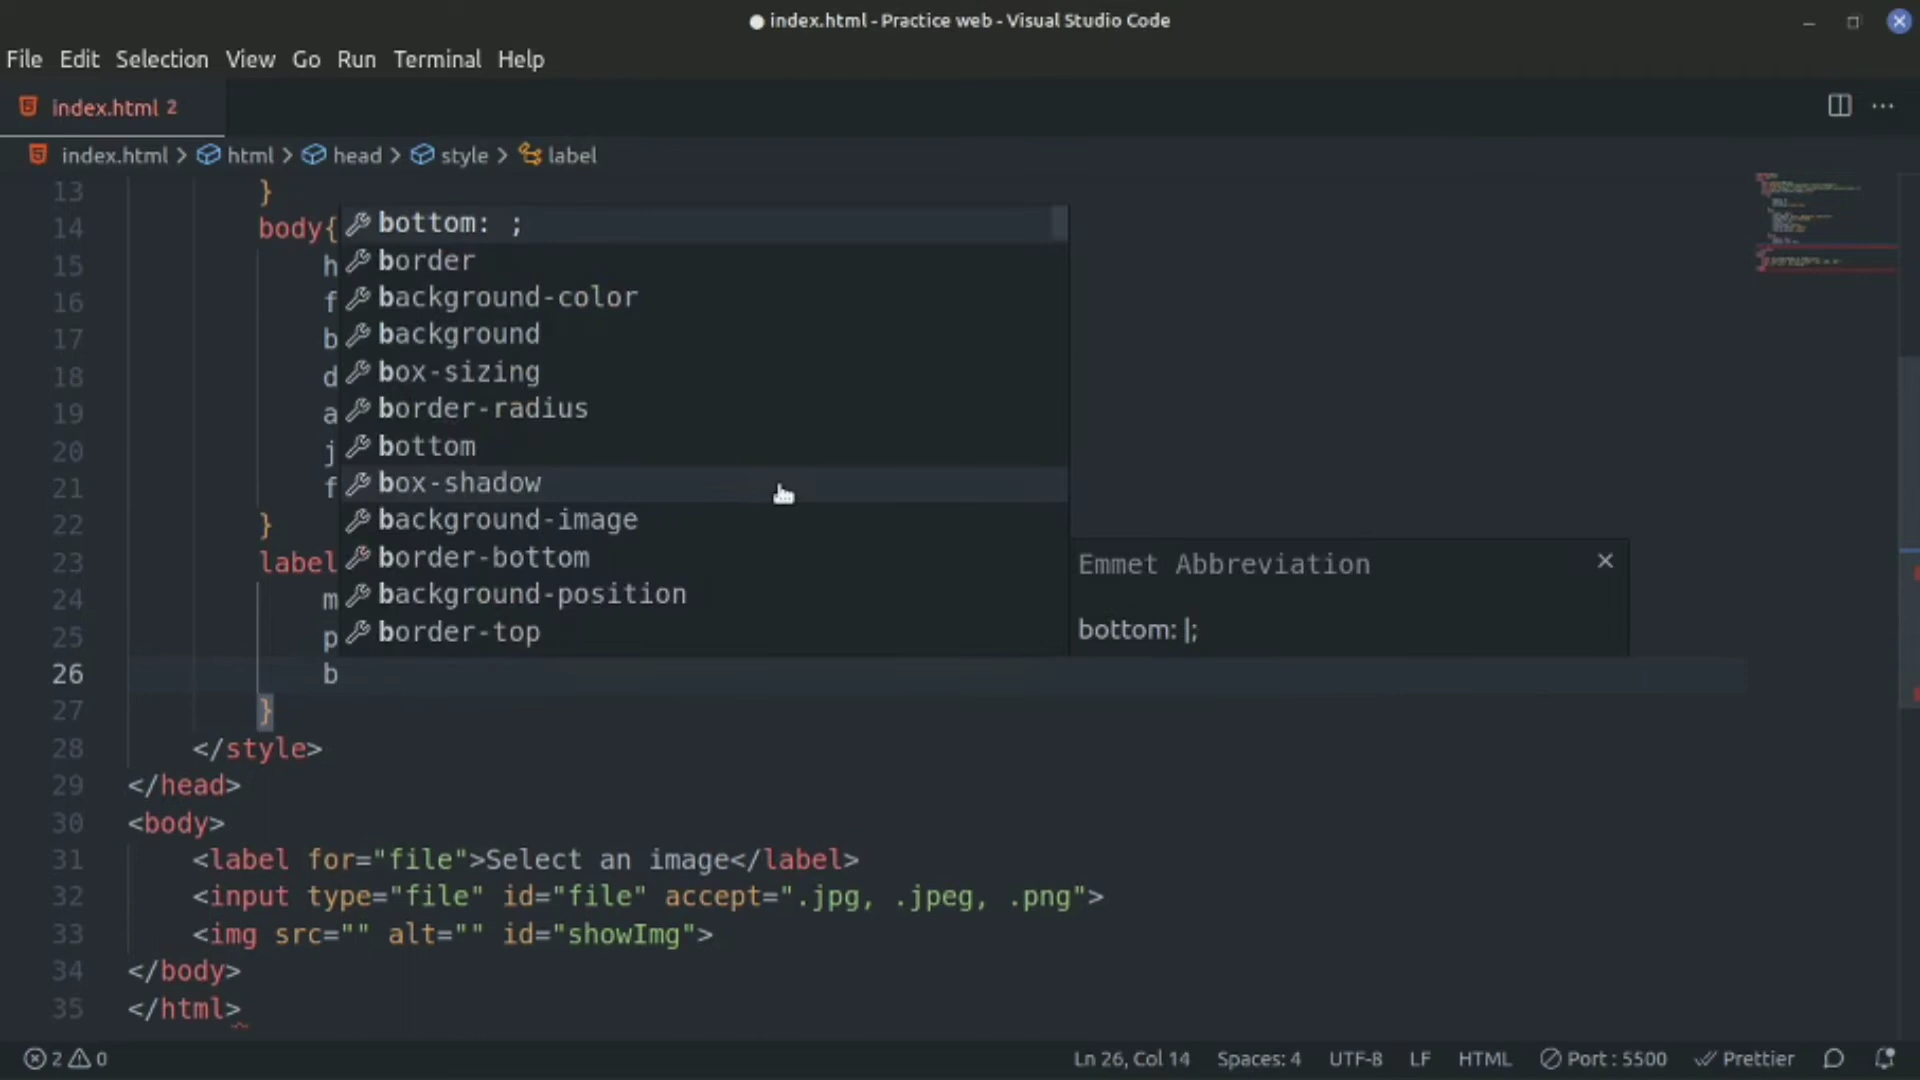 index.html - Practice web - Visual Studio Code
File Edit Selection View Go Run Terminal Help
index.html 2
index.html > html > head > style > label
13 }
14 body{
15 h
16 f
17 b
18 d
19 a
20 j
21 f
22 }
23 label
24 m
25 p
26 b
27 }
28 </style>
29 </head>
30 <body>
31 <label for="file">Select an image</label>
32 <input type="file" id="file" accept=".jpg, .jpeg, .png">
33 <img src="" alt="" id="showImg">
34 </body>
35 </html>
bottom: ;
border
background-color
background
box-sizing
border-radius
bottom
box-shadow
background-image
border-bottom
background-position
border-top
Emmet Abbreviation
bottom: |;
2 0 Ln 26, Col 14 Spaces: 4 UTF-8 LF HTML Port : 5500 Prettier